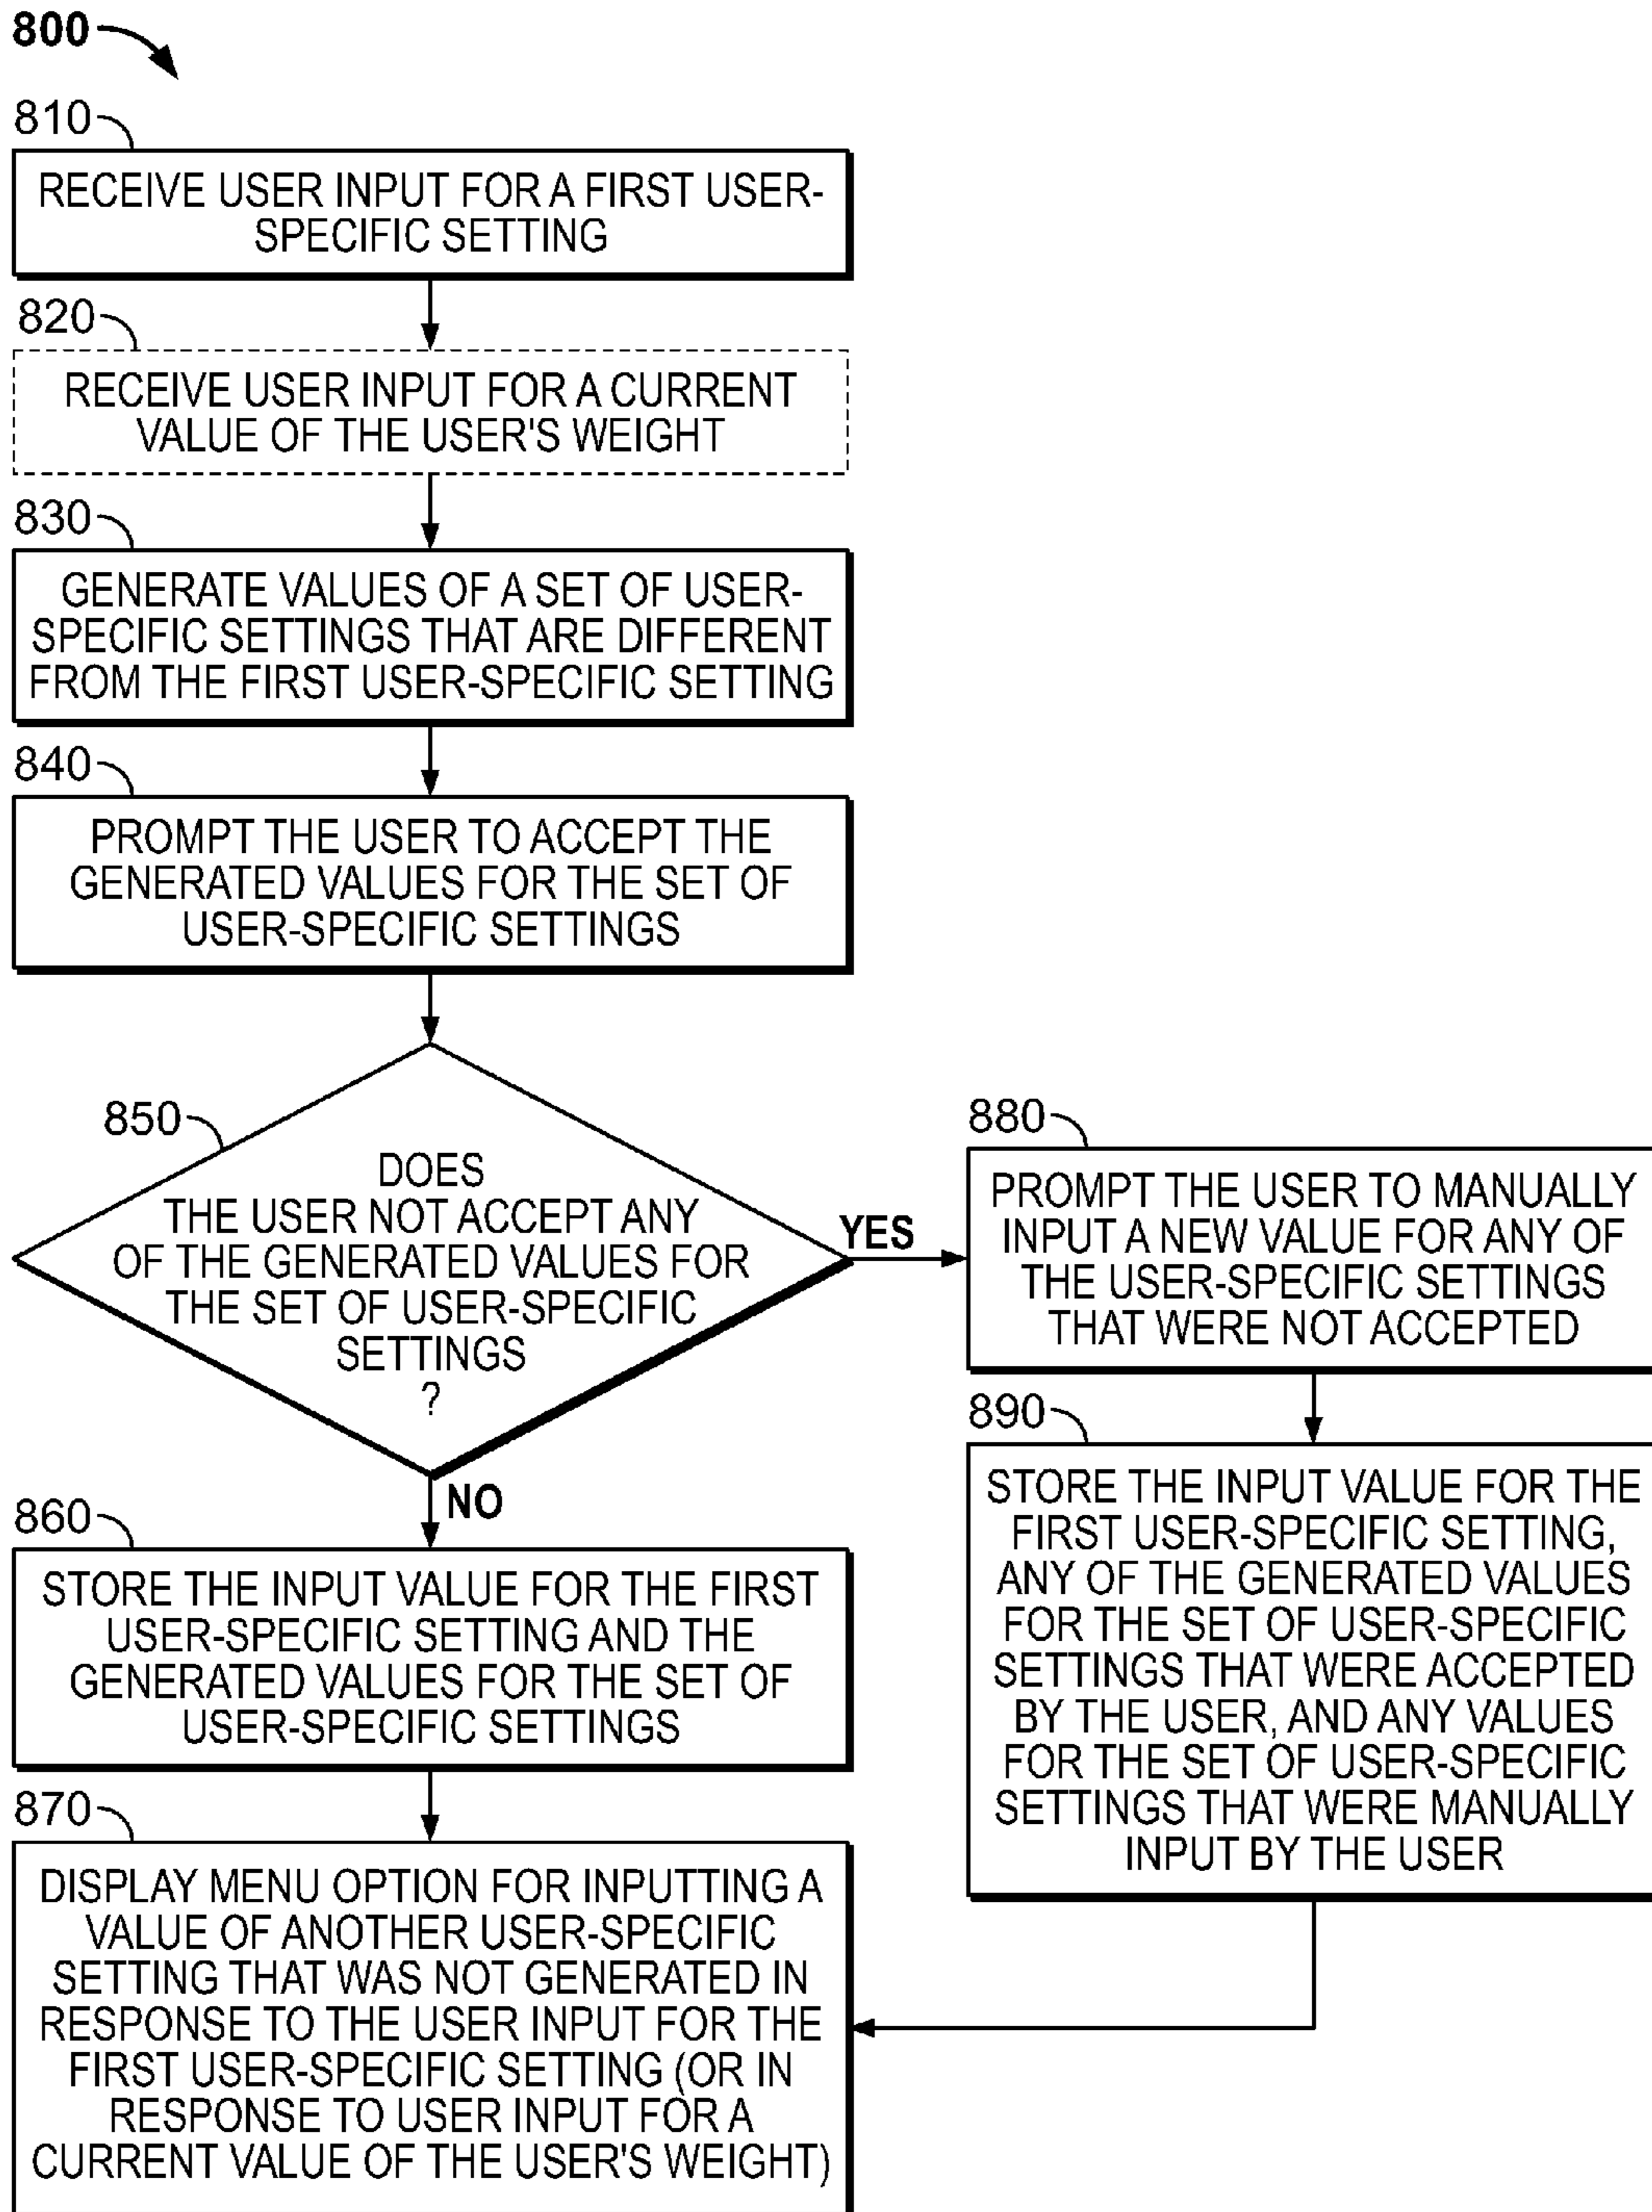 800
810
RECEIVE USER INPUT FOR A FIRST USER-
SPECIFIC SETTING
820
RECEIVE USER INPUT FOR A CURRENT
VALUE OF THE USER'S WEIGHT
830
GENERATE VALUES OF A SET OF USER-
SPECIFIC SETTINGS THAT ARE DIFFERENT
FROM THE FIRST USER-SPECIFIC SETTING
840
PROMPT THE USER TO ACCEPT THE
GENERATED VALUES FOR THE SET OF
USER-SPECIFIC SETTINGS
850
DOES
THE USER NOT ACCEPT ANY
OF THE GENERATED VALUES FOR
THE SET OF USER-SPECIFIC
SETTINGS
?
YES
NO
880
PROMPT THE USER TO MANUALLY
INPUT A NEW VALUE FOR ANY OF
THE USER-SPECIFIC SETTINGS
THAT WERE NOT ACCEPTED
890
STORE THE INPUT VALUE FOR THE
FIRST USER-SPECIFIC SETTING,
ANY OF THE GENERATED VALUES
FOR THE SET OF USER-SPECIFIC
SETTINGS THAT WERE ACCEPTED
BY THE USER, AND ANY VALUES
FOR THE SET OF USER-SPECIFIC
SETTINGS THAT WERE MANUALLY
INPUT BY THE USER
860
STORE THE INPUT VALUE FOR THE FIRST
USER-SPECIFIC SETTING AND THE
GENERATED VALUES FOR THE SET OF
USER-SPECIFIC SETTINGS
870
DISPLAY MENU OPTION FOR INPUTTING A
VALUE OF ANOTHER USER-SPECIFIC
SETTING THAT WAS NOT GENERATED IN
RESPONSE TO THE USER INPUT FOR THE
FIRST USER-SPECIFIC SETTING (OR IN
RESPONSE TO USER INPUT FOR A
CURRENT VALUE OF THE USER'S WEIGHT)